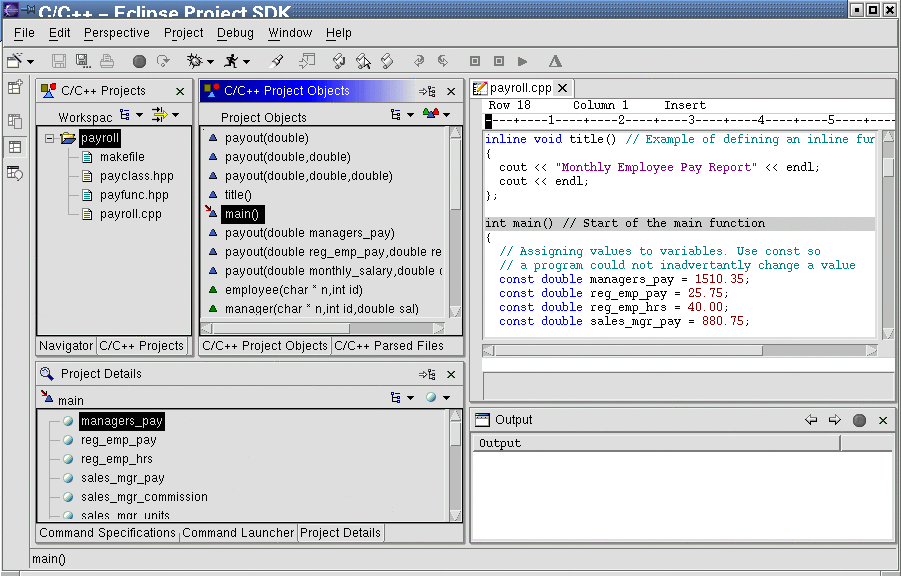 C/C++ – Eclipse Project SDK
File Edit Perspective Project Debug Window Help
C/C++ Projects
Workspac
payroll
makefile
payclass.hpp
payfunc.hpp
payroll.cpp
Navigator C/C++ Projects
C/C++ Project Objects
Project Objects
payout(double)
payout(double,double)
payout(double,double,double)
title()
main()
payout(double managers_pay)
payout(double reg_emp_pay,double re
payout(double monthly_salary,double c
employee(char * n,int id)
manager(char * n,int id,double sal)
C/C++ Project Objects C/C++ Parsed Files
payroll.cpp
Row 18 Column 1 Insert
----+----1----+----2----+----3----+----4----+----5----+----
inline void title() // Example of defining an inline fur
{
cout << "Monthly Employee Pay Report" << endl;
cout << endl;
};
int main() // Start of the main function
{
// Assigning values to variables. Use const so
// a program could not inadvertantly change a value
const double managers_pay = 1510.35;
const double reg_emp_pay = 25.75;
const double reg_emp_hrs = 40.00;
const double sales_mgr_pay = 880.75;
Project Details
main
managers_pay
reg_emp_pay
reg_emp_hrs
sales_mgr_pay
sales_mgr_commission
sales_mgr_units
Command Specifications Command Launcher Project Details
Output
Output
main()